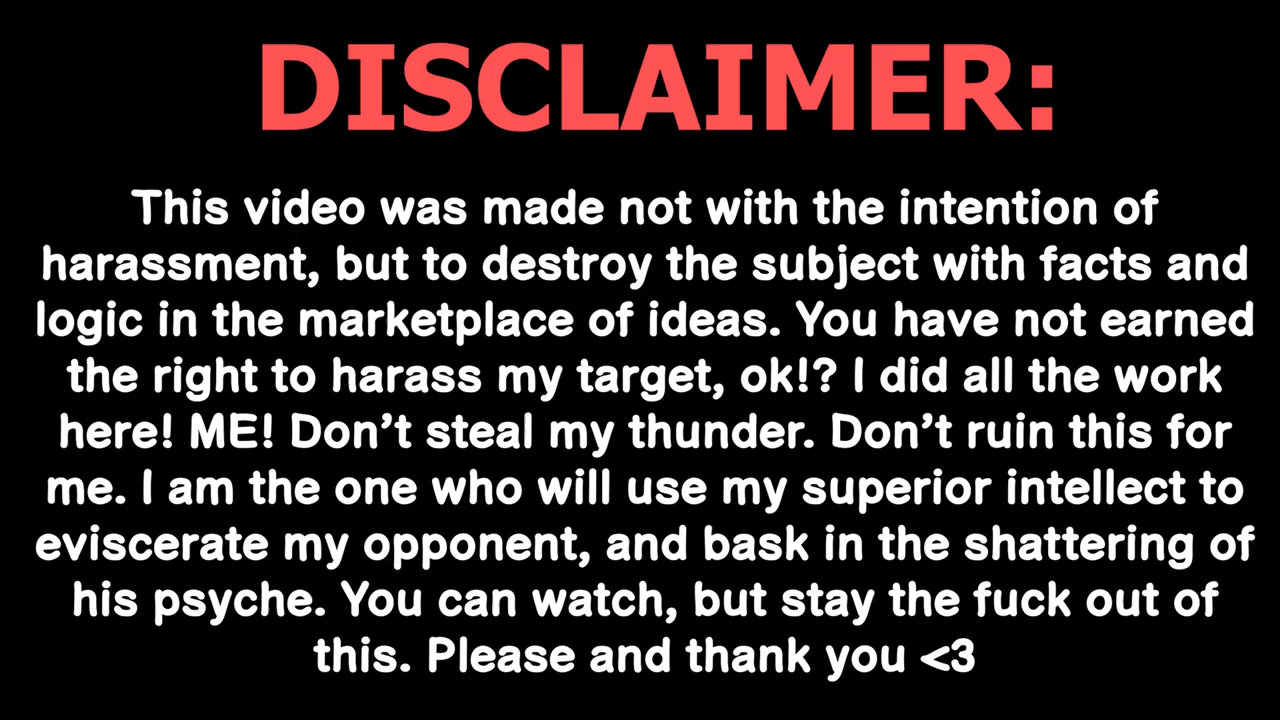 DISCLAIMER:
This video was made not with the intention of
harassment, but to destroy the subject with facts and
logic in the marketplace of ideas. You have not earned
the right to harass my target, ok!? I did all the work
here! ME! Don’t steal my thunder. Don’t ruin this for
me. I am the one who will use my superior intellect to
eviscerate my opponent, and bask in the shattering of
his psyche. You can watch, but stay the fuck out of
this. Please and thank you <3